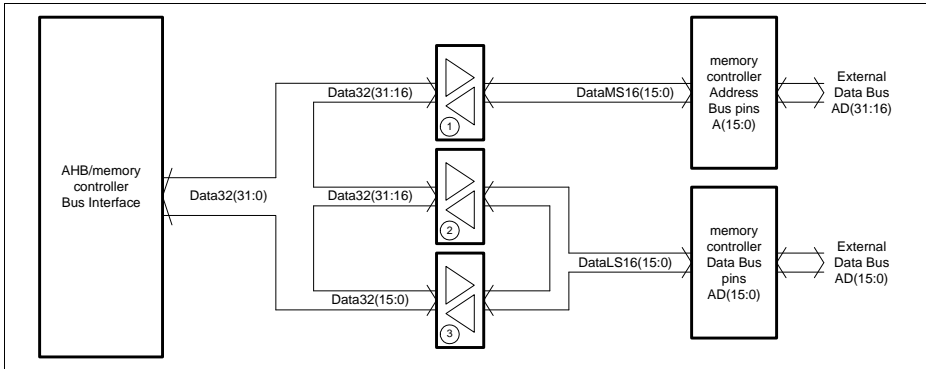 AHB/memory
controller
Bus Interface
Data32(31:0)
Data32(31:16)
1
DataMS16(15:0)
memory
controller
Address
Bus pins
A(15:0)
External
Data Bus
AD(31:16)
Data32(31:16)
2
Data32(15:0)
3
DataLS16(15:0)
memory
controller
Data Bus
pins
AD(15:0)
External
Data Bus
AD(15:0)